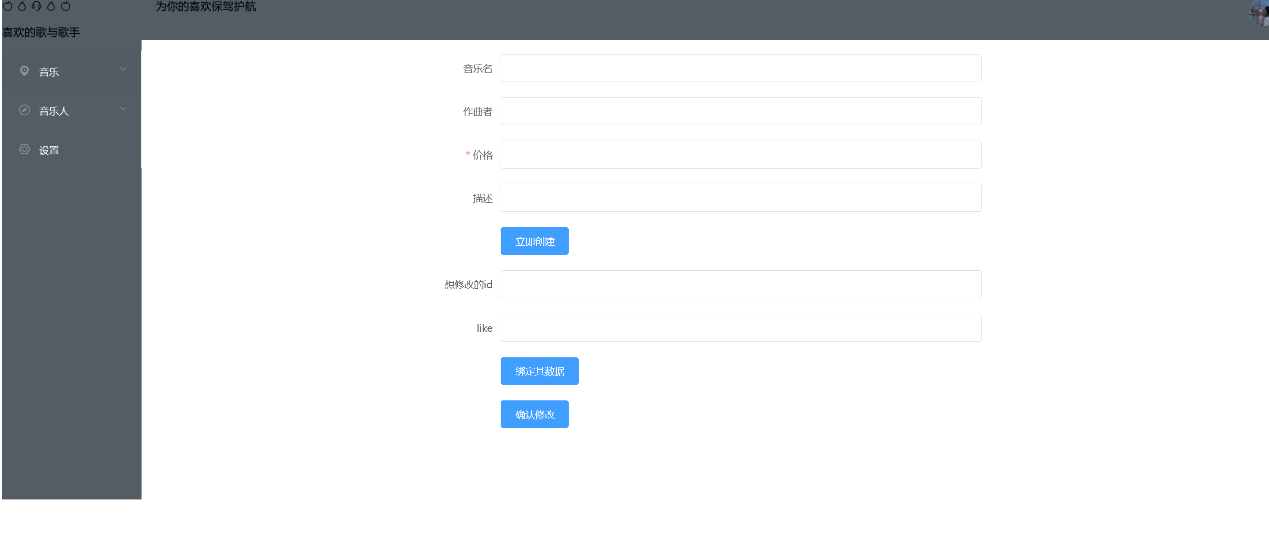 为你的喜欢保驾护航
喜欢的歌与歌手
音乐
音乐人
设置
音乐名
作曲者
* 价格
描述
立即创建
想修改的id
like
绑定其数据
确认修改